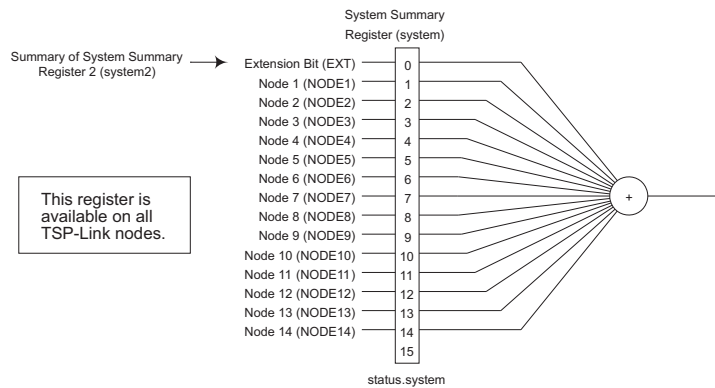 System Summary
Register (system)
Summary of System Summary
Register 2 (system2)
Extension Bit (EXT)
0
Node 1 (NODE1)
1
Node 2 (NODE2)
2
Node 3 (NODE3)
3
Node 4 (NODE4)
4
Node 5 (NODE5)
5
Node 6 (NODE6)
6
Node 7 (NODE7)
7
Node 8 (NODE8)
8
Node 9 (NODE9)
9
Node 10 (NODE10)
10
Node 11 (NODE11)
11
Node 12 (NODE12)
12
Node 13 (NODE13)
13
Node 14 (NODE14)
14
15
+
This register is
available on all
TSP-Link nodes.
status.system